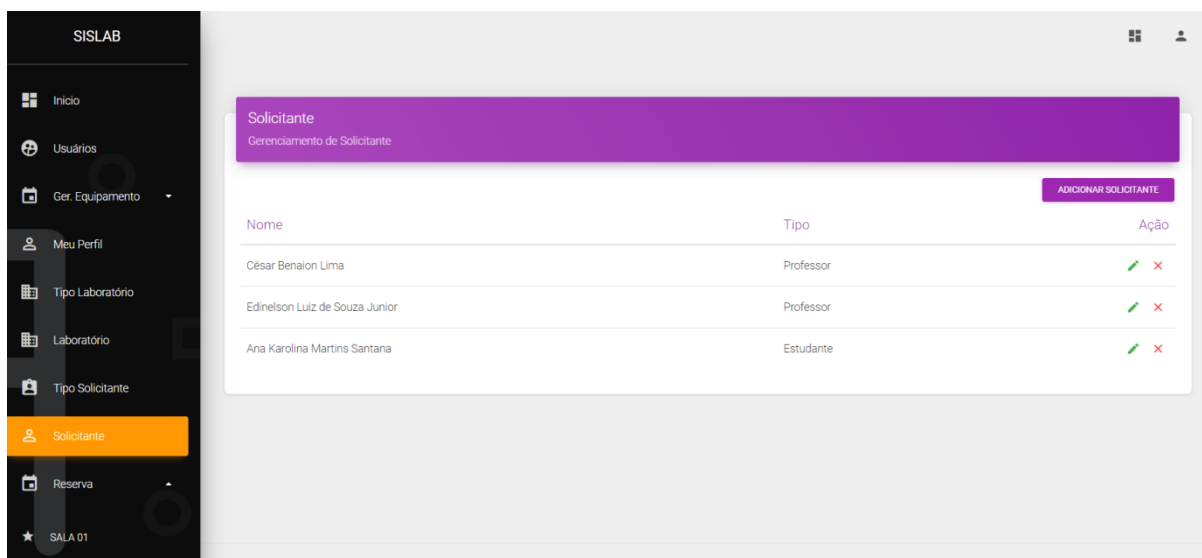 SISLAB
Inicio
Usuários
Ger. Equipamento
Meu Perfil
Tipo Laboratório
Laboratório
Tipo Solicitante
Solicitante
Reserva
SALA 01
Solicitante
Gerenciamento de Solicitante
ADICIONAR SOLICITANTE
Nome Tipo Ação
César Benaion Lima Professor
Edinelson Luiz de Souza Junior Professor
Ana Karolina Martins Santana Estudante